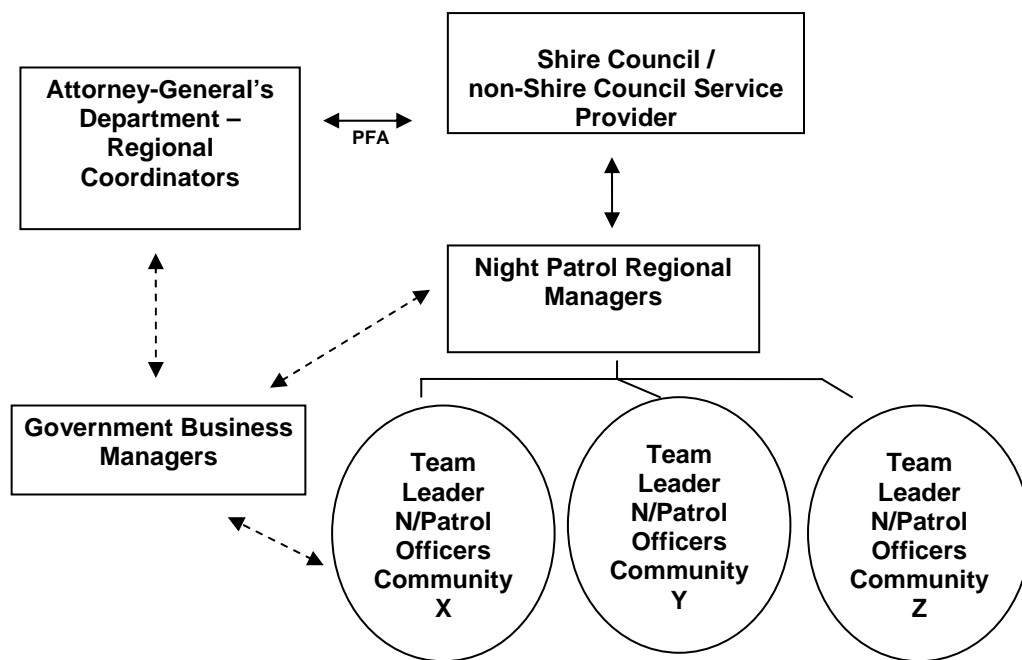 Attorney-General’s
Department –
Regional
Coordinators
PFA
Shire Council /
non-Shire Council Service
Provider
Night Patrol Regional
Managers
Government Business
Managers
Team
Leader
N/Patrol
Officers
Community
X
Team
Leader
N/Patrol
Officers
Community
Y
Team
Leader
N/Patrol
Officers
Community
Z